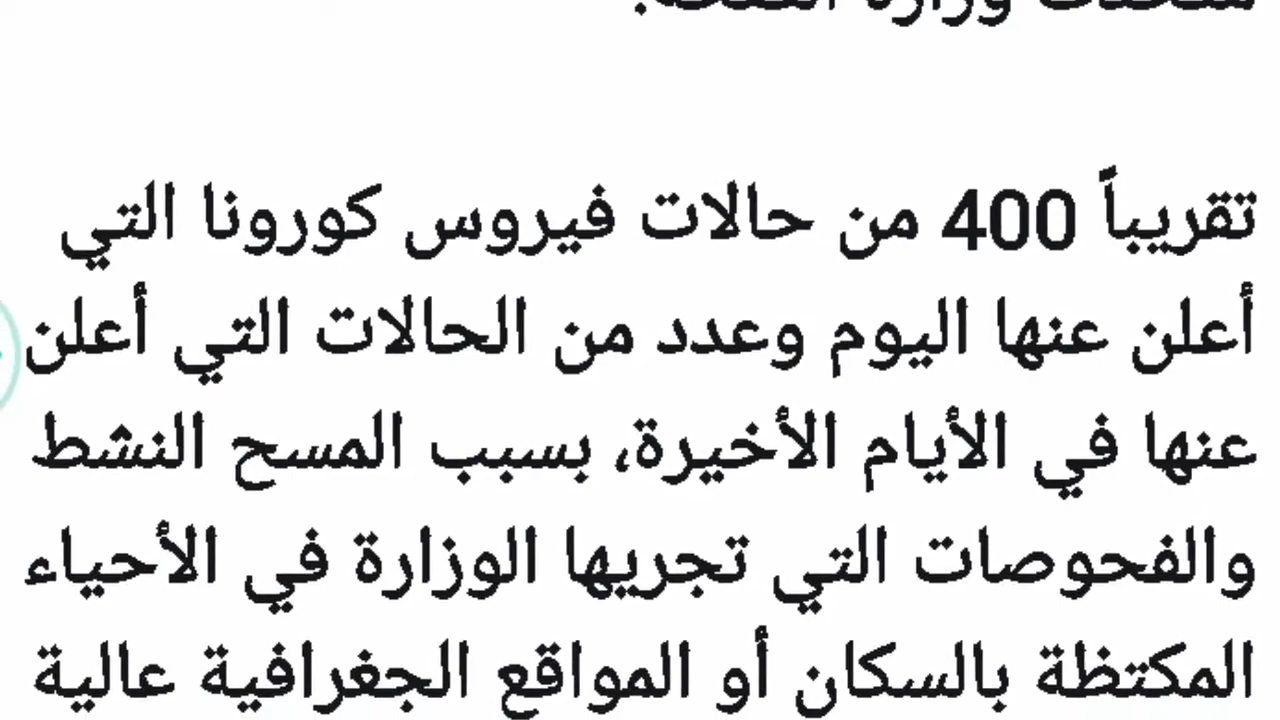 وزارة
تقريباً 400 من حالات فيروس كورونا التي
أعلن عنها اليوم وعدد من الحالات التي أعلن
عنها في الأيام الأخيرة، بسبب المسح النشط
والفحوصات التي تجريها الوزارة في الأحياء
المكتظة بالسكان أو المواقع الجغرافية عالية